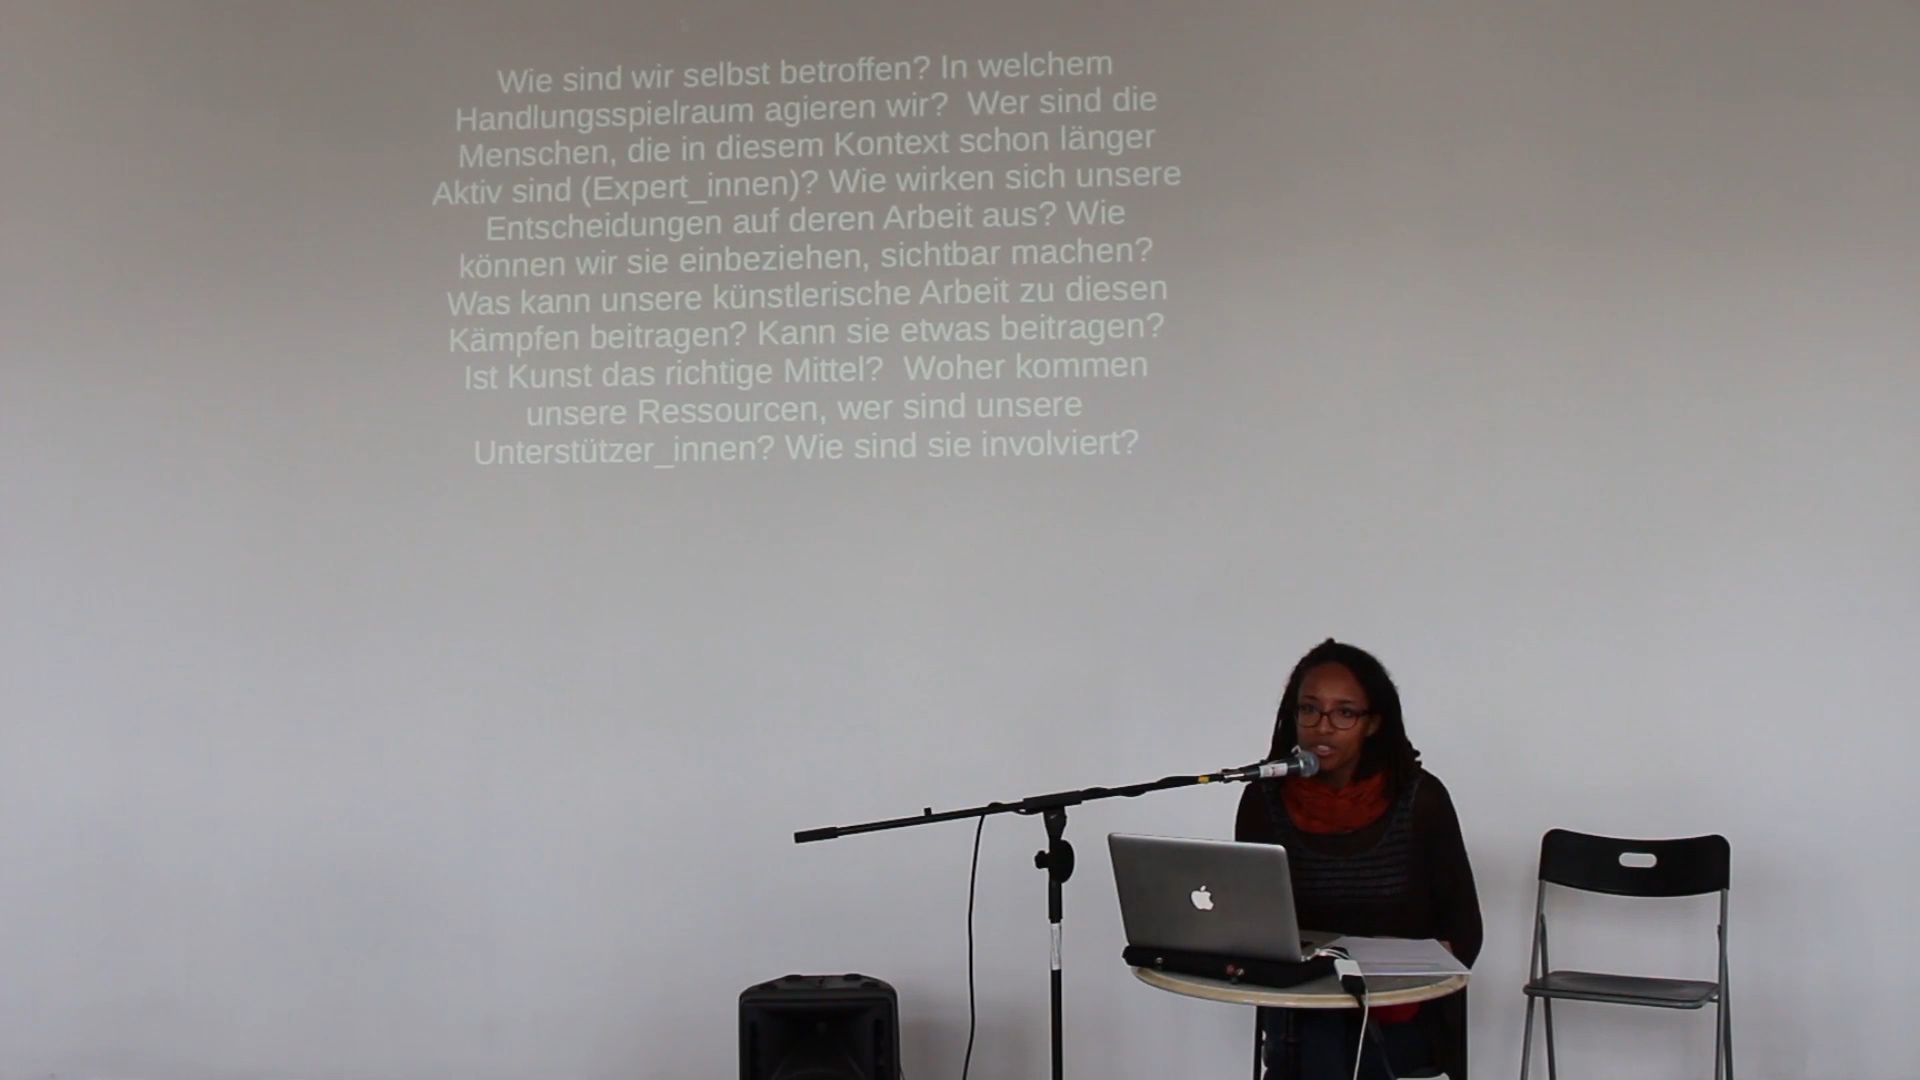 Wie sind wir selbst betroffen? In welchem
Handlungsspielraum agieren wir?  Wer sind die
Menschen, die in diesem Kontext schon länger
Aktiv sind (Expert_innen)? Wie wirken sich unsere
Entscheidungen auf deren Arbeit aus? Wie
können wir sie einbeziehen, sichtbar machen?
Was kann unsere künstlerische Arbeit zu diesen
Kämpfen beitragen? Kann sie etwas beitragen?
Ist Kunst das richtige Mittel?  Woher kommen
unsere Ressourcen, wer sind unsere
Unterstützer_innen? Wie sind sie involviert?